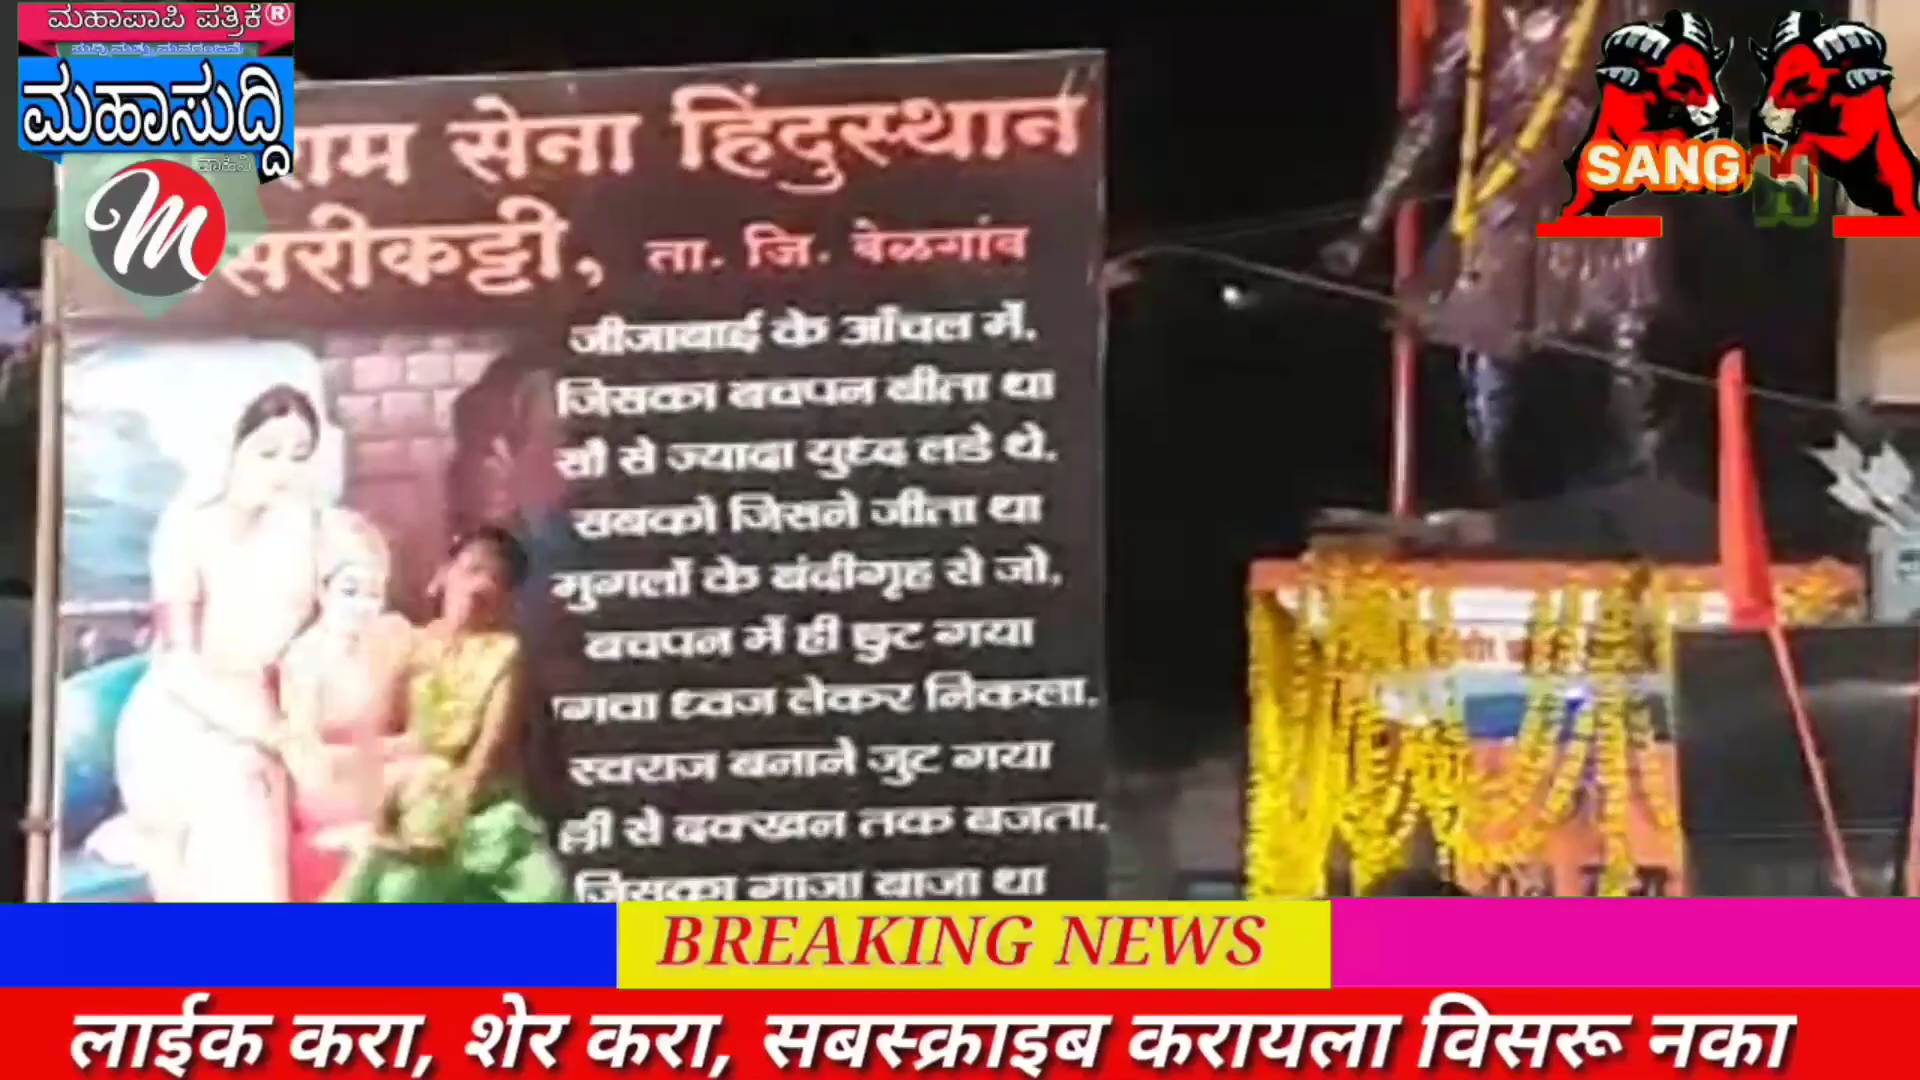 ಮಹಾಪಾಪಿ ಪತ್ರಿಕೆ®
ಮಹಾಸುದ್ದಿ
ವಾಹಿನಿ
M
SANG
राम सेना हिंदुस्थान
सरीकट्टी, ता. जि. बेळगांव
जीजाबाई के आँचल में.
जिसका बचपन बीता था
सौ से ज्यादा युध्द लडे थे.
सबको जिसने जीता था
मुगलों के बंदीगृह से जो,
बचपन में ही छुट गया
गवा ध्वज लेकर निकला.
स्वराज बनाने जुट गया
ल्ली से दक्खन तक बजता.
जिसका गाजा बाजा था
BREAKING NEWS
लाईक करा, शेर करा, सबस्क्राइब करायला विसरू नका